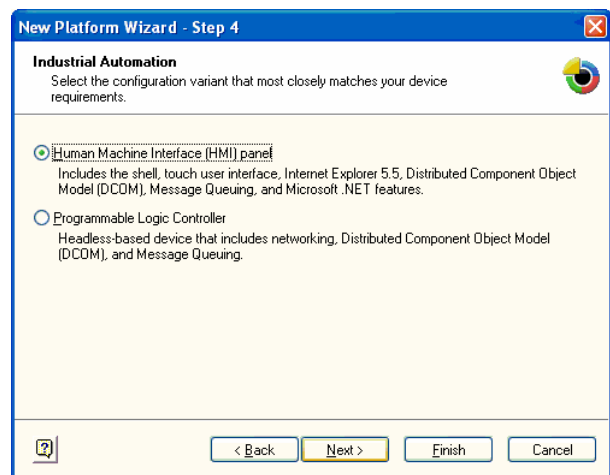 New Platform Wizard - Step 4
Industrial Automation
Select the configuration variant that most closely matches your device
requirements.
Human Machine Interface (HMI) panel
Includes the shell, touch user interface, Internet Explorer 5.5, Distributed Component Object
Model (DCOM), Message Queuing, and Microsoft .NET features.
Programmable Logic Controller
Headless-based device that includes networking, Distributed Component Object Model
(DCOM), and Message Queuing.
?
< Back Next > Finish Cancel